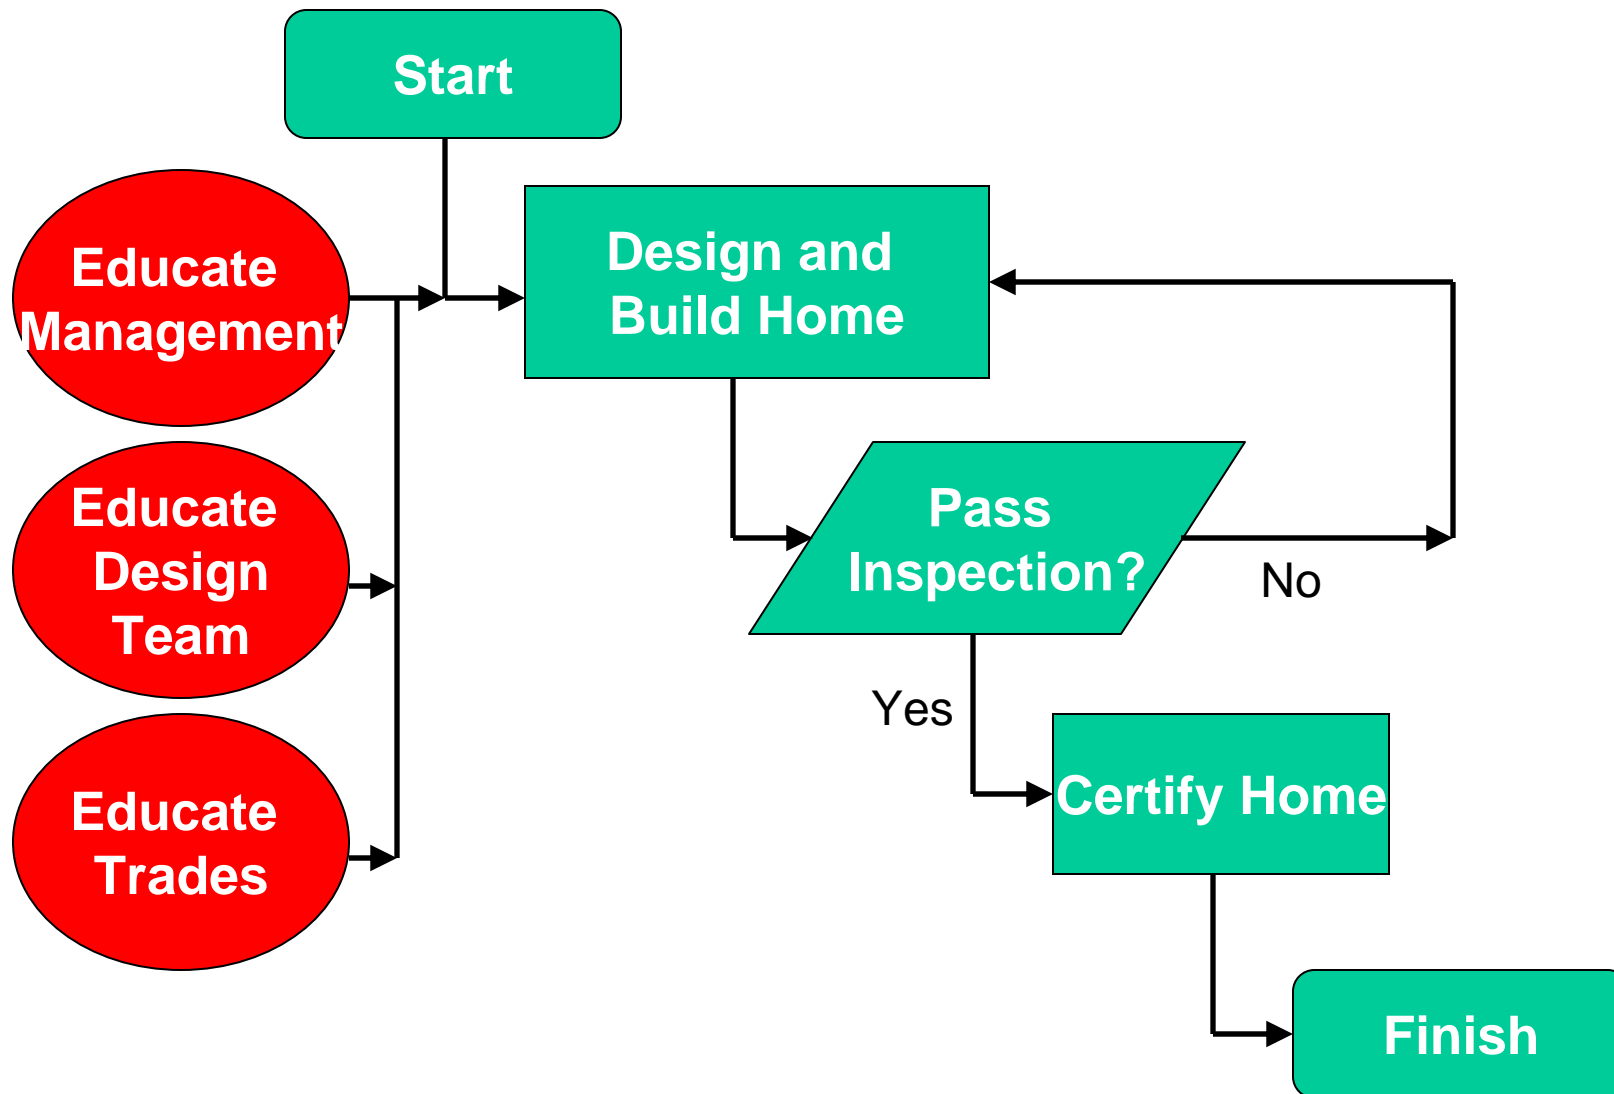 Start
Educate
Management
Design and
Build Home
Educate
Design
Team
Pass
Inspection?
No
Yes
Educate
Trades
Certify Home
Finish